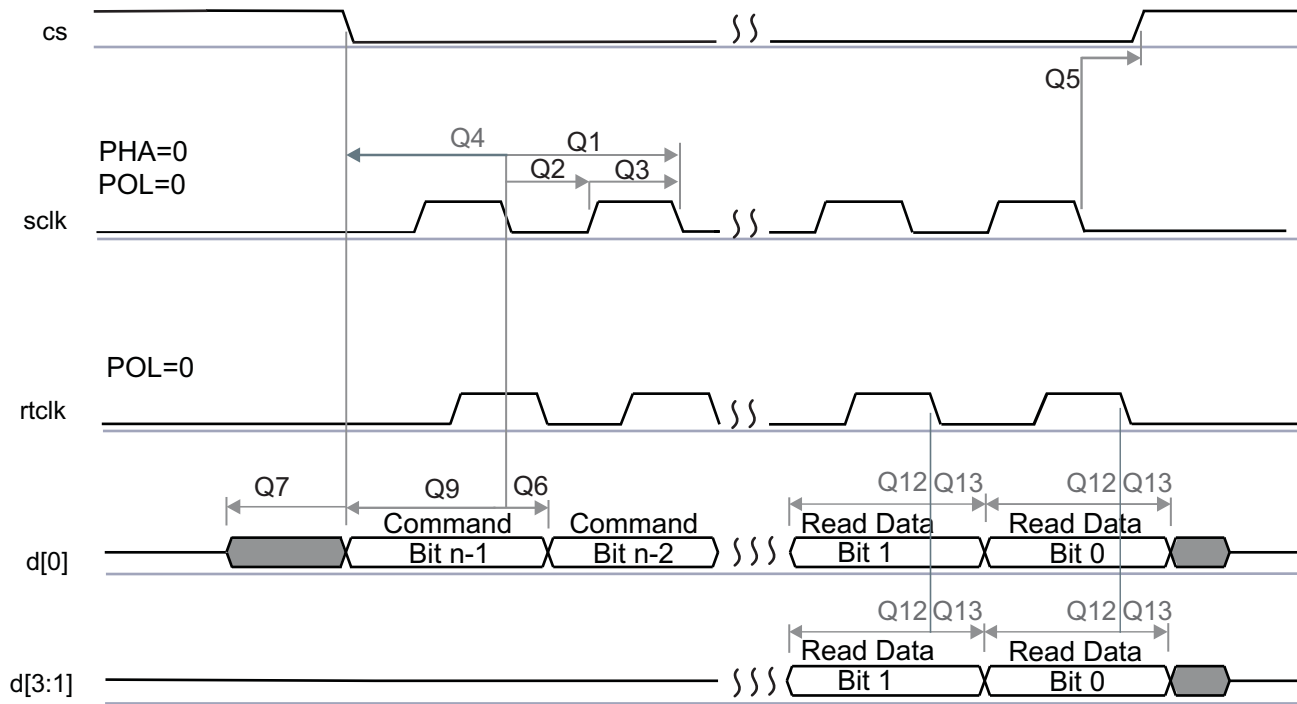 cs
Q5
Q4 Q1
PHA=0
Q2 Q3
POL=0
sclk
POL=0
rtclk
Q7 Q9 Q6 Q12 Q13 Q12 Q13
Command Command Read Data Read Data
d[0] Bit n-1 Bit n-2 Bit 1 Bit 0
Q12 Q13 Q12 Q13
Read Data Read Data
d[3:1] Bit 1 Bit 0